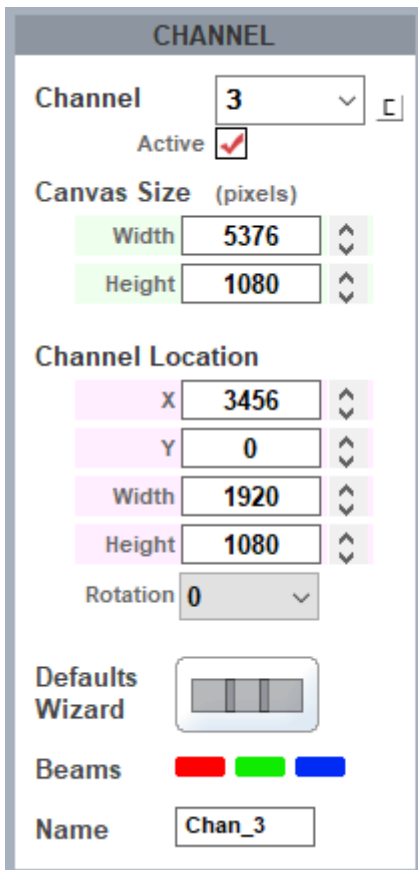 CHANNEL
Channel 3 C
Active
Canvas Size (pixels)
Width 5376
Height 1080
Channel Location
X 3456
Y 0
Width 1920
Height 1080
Rotation 0
Defaults
Wizard
Beams
Name Chan_3